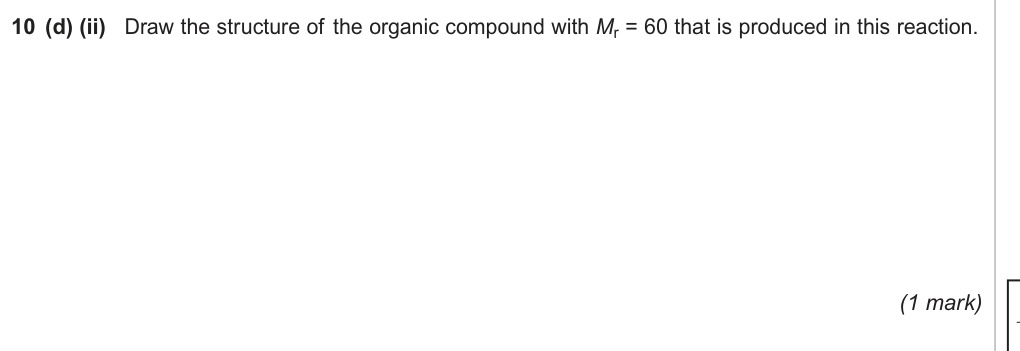 10 (d) (ii) Draw the structure of the organic compound with Mr = 60 that is produced in this reaction.
(1 mark)